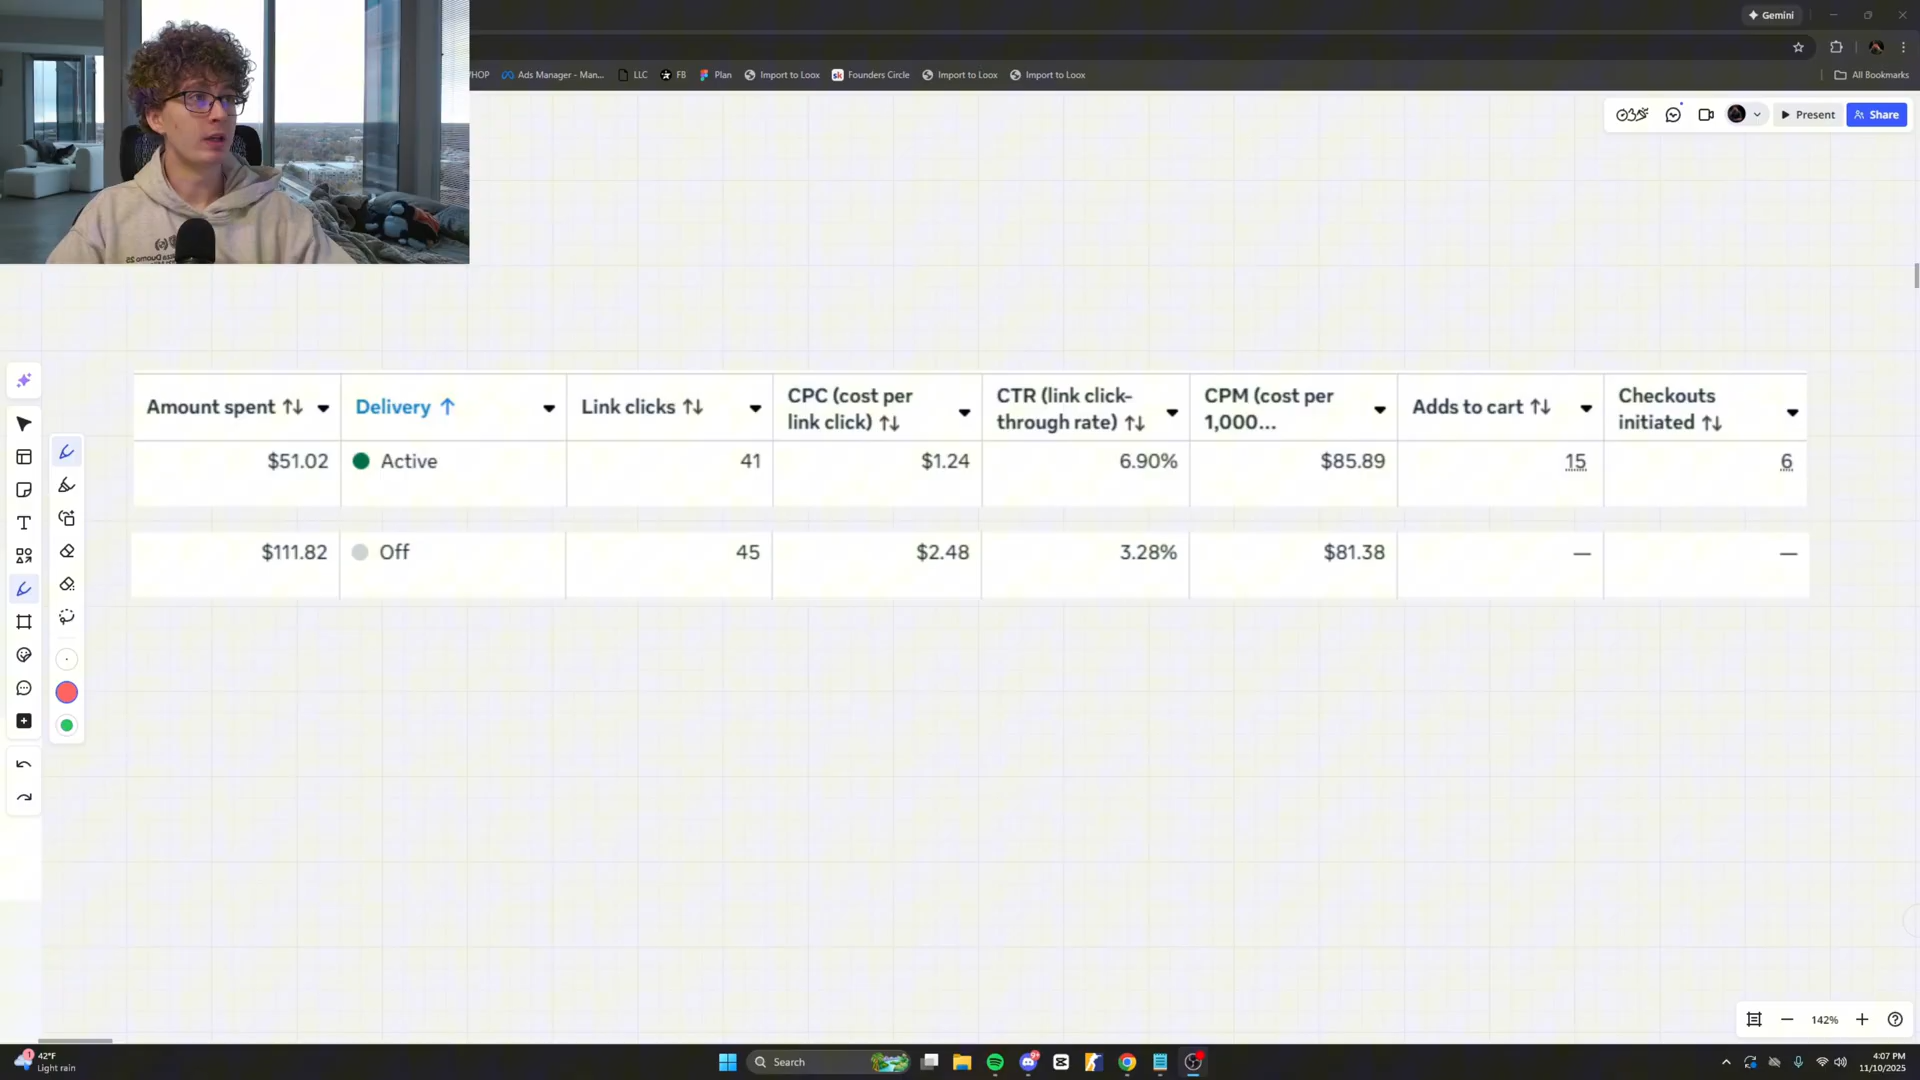 Gemini
HOP Ads Manager - Man... LLC FB Plan Import to Loox Founders Circle Import to Loox Import to Loox All Bookmarks
Present Share
Amount spent Delivery Link clicks CPC (cost per link click) CTR (link click-through rate) CPM (cost per 1,000... Adds to cart Checkouts initiated
$51.02 Active 41 $1.24 6.90% $85.89 15 6
$111.82 Off 45 $2.48 3.28% $81.38 — —
142%
42°F
Light rain
Search
4:07 PM
11/10/2025